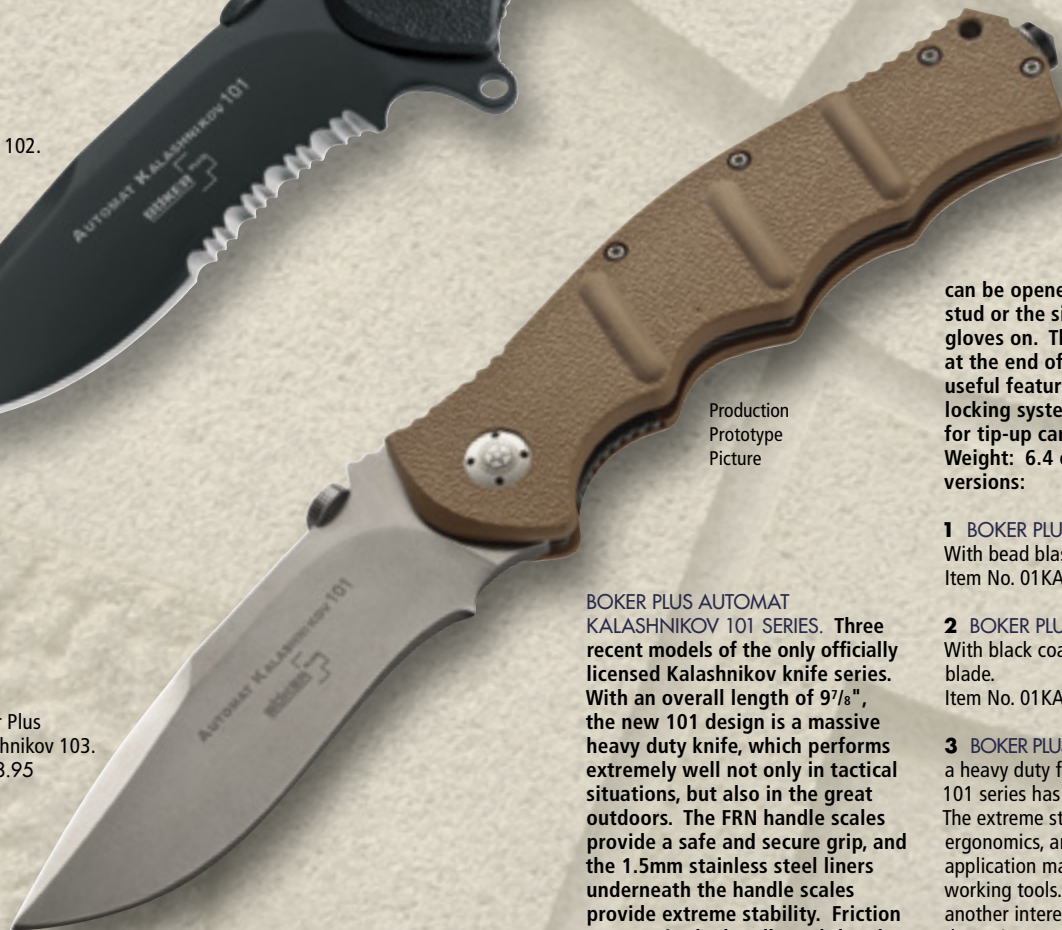 102.
AUTOMAT KALASHNIKOV 101
BÖKER PLUS
Production
Prototype
Picture
AUTOMAT KALASHNIKOV 101
BÖKER
Plus
hnikov 103.
.95
BOKER PLUS AUTOMAT
KALASHNIKOV 101 SERIES. Three
recent models of the only officially
licensed Kalashnikov knife series.
With an overall length of 9 7/8",
the new 101 design is a massive
heavy duty knife, which performs
extremely well not only in tactical
situations, but also in the great
outdoors. The FRN handle scales
provide a safe and secure grip, and
the 1.5mm stainless steel liners
underneath the handle scales
provide extreme stability. Friction
can be opene
stud or the si
gloves on. Th
at the end of
useful featur
locking syste
for tip-up car
Weight: 6.4
versions:
1 BOKER PLU
With bead blas
Item No. 01KA
2 BOKER PLU
With black coa
blade.
Item No. 01KA
3 BOKER PLUS
a heavy duty f
101 series has
The extreme st
ergonomics, an
application ma
working tools.
another intere